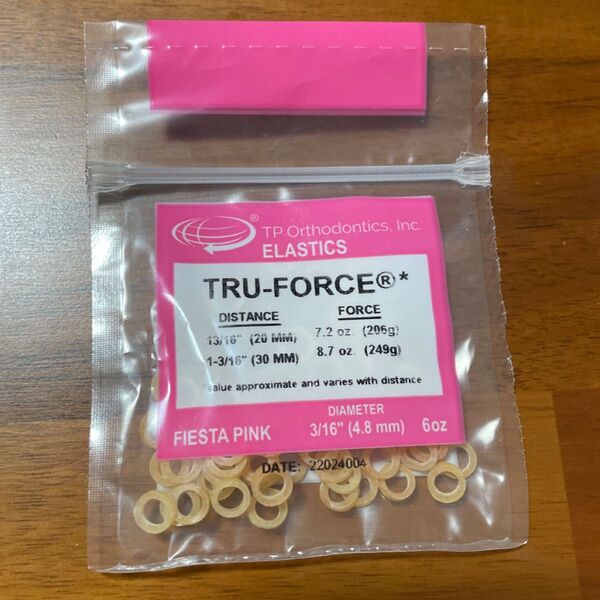 ® TP Orthodontics, Inc.
ELASTICS
TRU-FORCE®*
DISTANCE FORCE
13/16" (20 MM) 7.2 oz. (206g)
1-3/16" (30 MM) 8.7 oz. (249g)
*value approximate and varies with distance
DIAMETER
FIESTA PINK 3/16" (4.8 mm) 6oz
DATE: 22024004